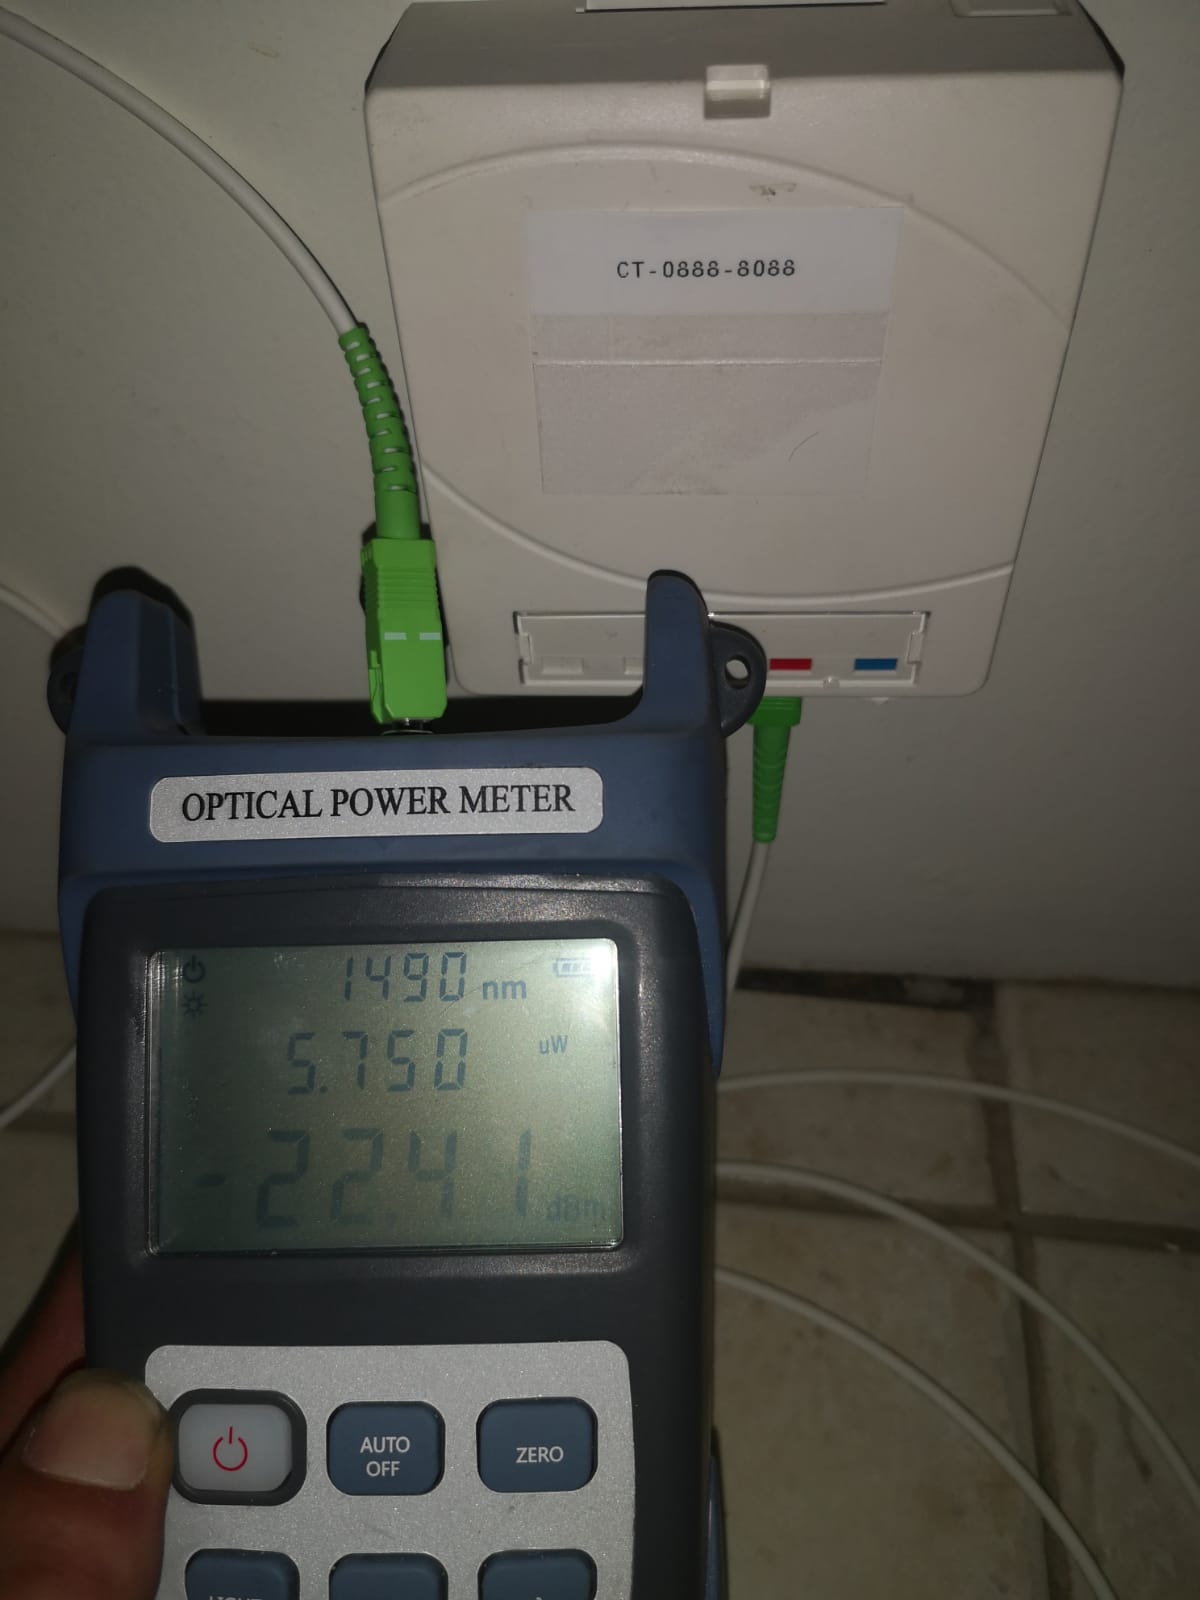 CT-0888-8088
OPTICAL POWER METER
1490 nm
5.750 uW
-22.41 dBm
AUTO
OFF
ZERO